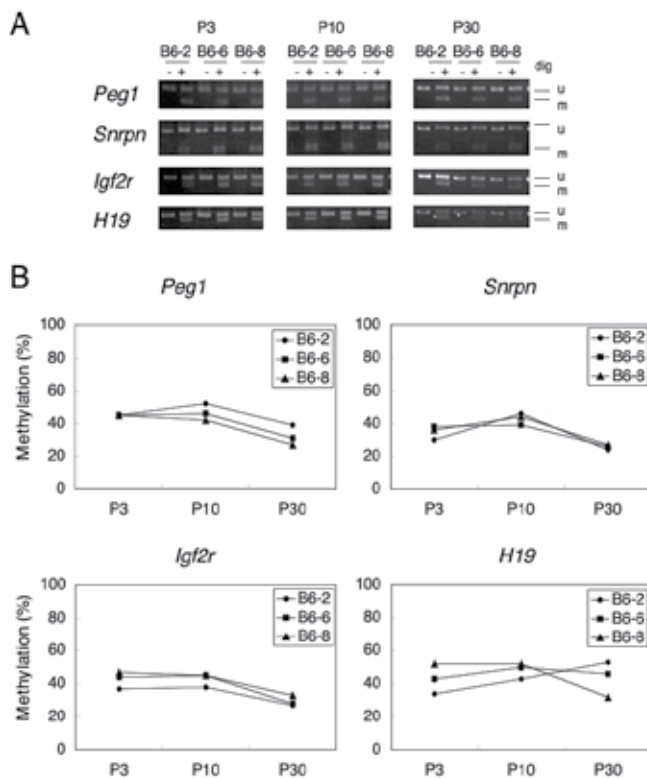 A
P3 P10 P30
B6-2 B6-6 B6-8 B6-2 B6-6 B6-8 B6-2 B6-6 B6-8
- + - + - + - + - + - + - + - + - + dig
Peg1 u
m
Snrpn u
m
Igf2r u
m
H19 u
m
B
Peg1
Methylation (%)
100
80
60
40
20
0
P3 P10 P30
B6-2
B6-6
B6-8
Snrpn
100
80
60
40
20
0
P3 P10 P30
B6-2
B6-6
B6-8
Igf2r
Methylation (%)
100
80
60
40
20
0
P3 P10 P30
B6-2
B6-6
B6-8
H19
100
80
60
40
20
0
P3 P10 P30
B6-2
B6-6
B6-8